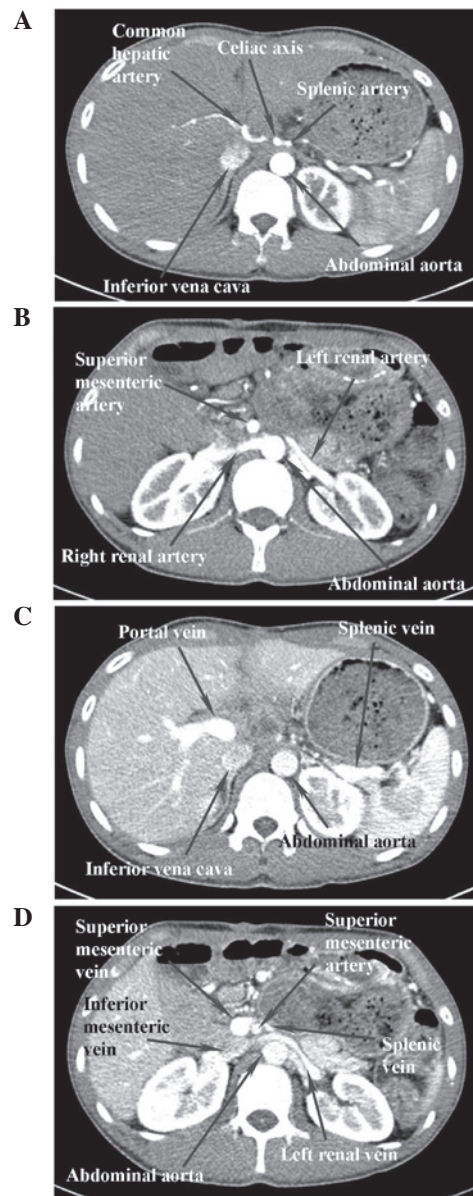 A
Common
hepatic
artery
Celiac axis
Splenic artery
Abdominal aorta
Inferior vena cava
B
Superior
mesenteric
artery
Left renal artery
Right renal artery
Abdominal aorta
C
Portal vein
Splenic vein
Abdominal aorta
Inferior vena cava
D
Superior
mesenteric
vein
Superior
mesenteric
artery
Inferior
mesenteric
vein
Splenic
vein
Left renal vein
Abdominal aorta